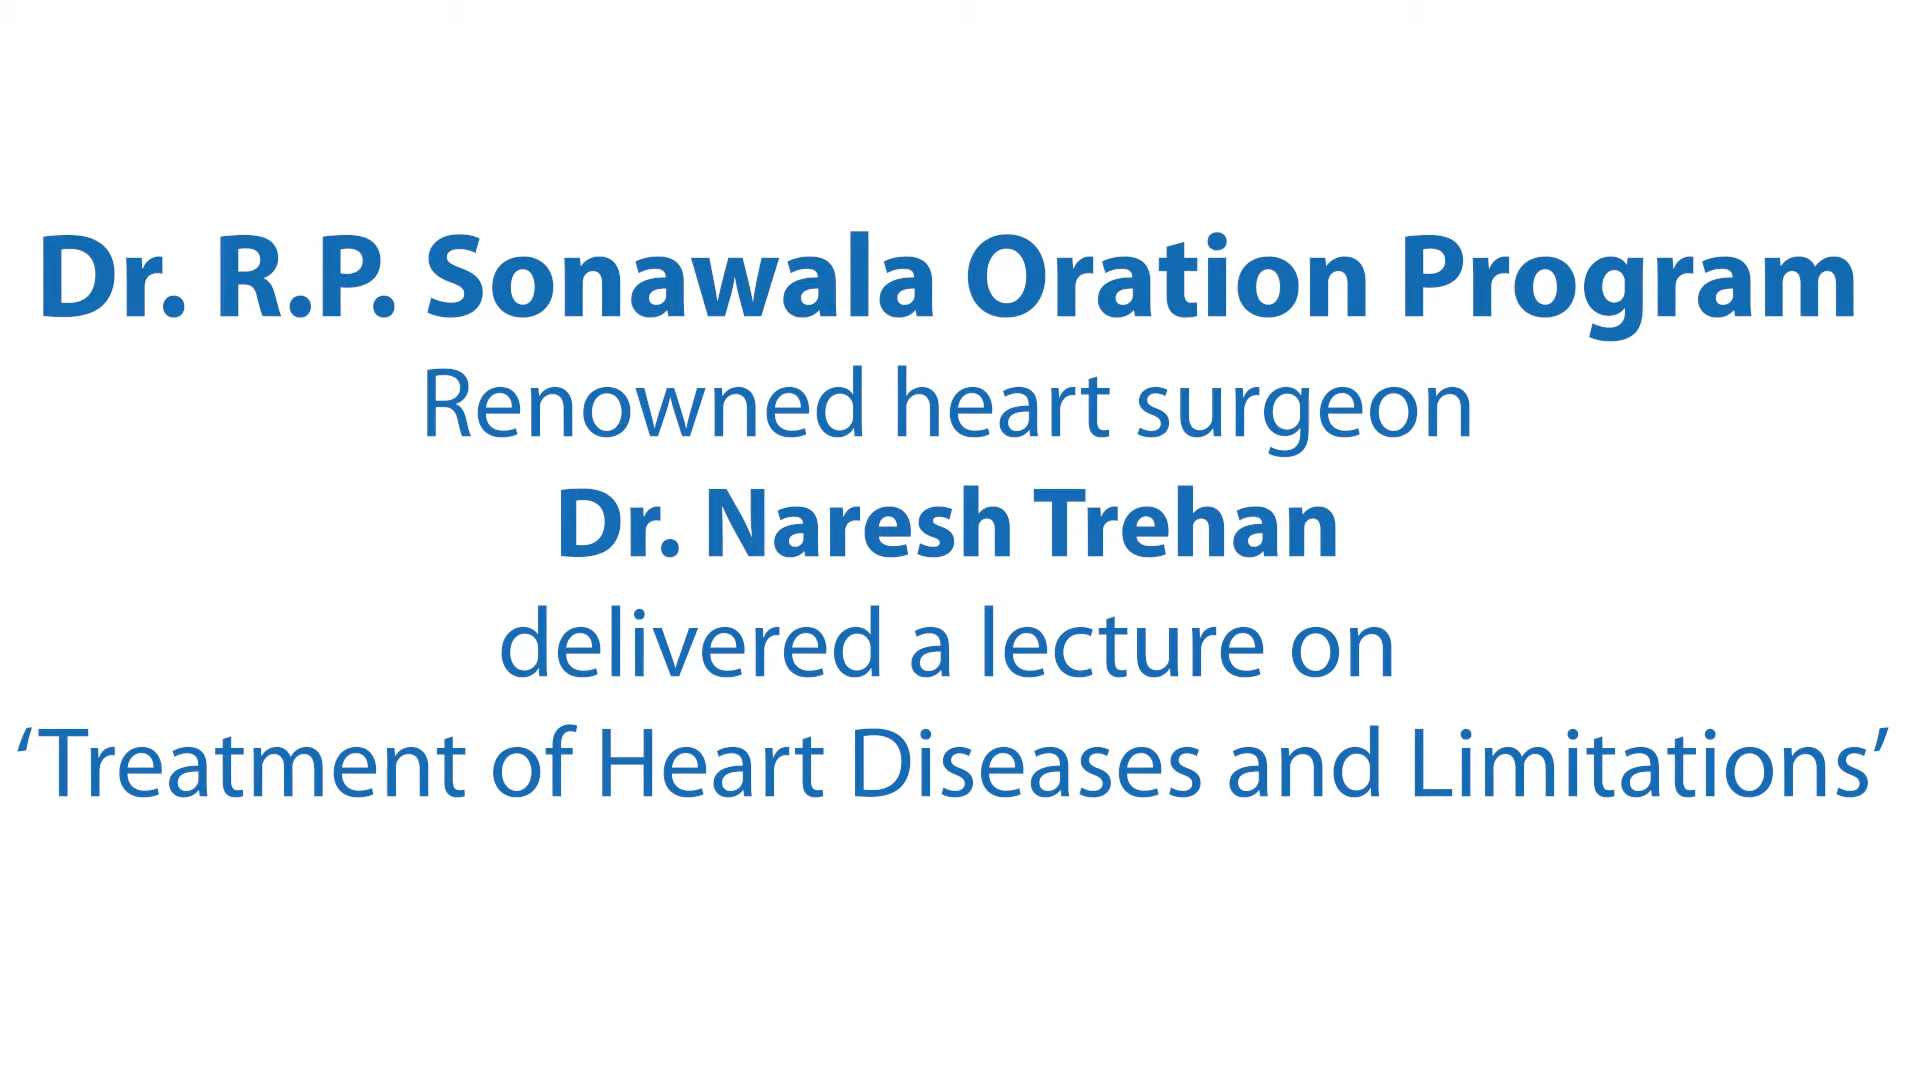 Dr. R.P. Sonawala Oration Program
Renowned heart surgeon
Dr. Naresh Trehan
delivered a lecture on
‘Treatment of Heart Diseases and Limitations’